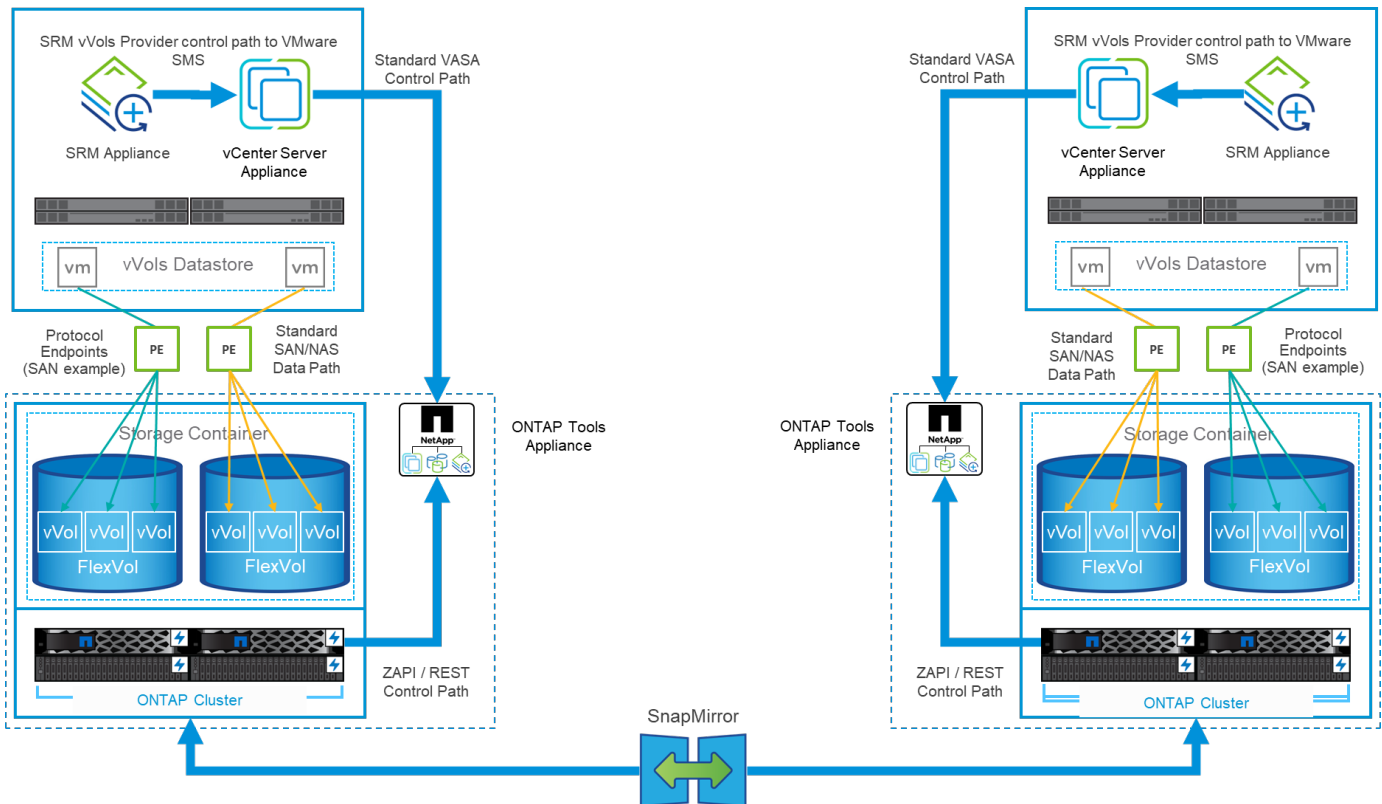 SRM vVols Provider control path to VMware
SMS
SRM Appliance
vCenter Server
Appliance
Standard VASA
Control Path
vm
vVols Datastore
vm
Protocol
Endpoints
(SAN example)
PE
PE
Standard
SAN/NAS
Data Path
Storage Container
vVol
vVol
vVol
FlexVol
vVol
vVol
vVol
FlexVol
ONTAP Cluster
NetApp
ONTAP Tools
Appliance
ZAPI / REST
Control Path
SnapMirror
Standard VASA
Control Path
SRM vVols Provider control path to VMware
SMS
vCenter Server
Appliance
SRM Appliance
vm
vVols Datastore
vm
Standard
SAN/NAS
Data Path
PE
PE
Protocol
Endpoints
(SAN example)
ONTAP Tools
Appliance
NetApp
Storage Container
vVol
vVol
vVol
FlexVol
vVol
vVol
vVol
FlexVol
ZAPI / REST
Control Path
ONTAP Cluster